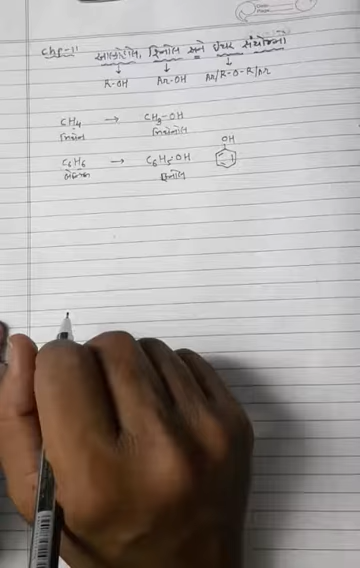 ch-11 આલ્કોહોલ, ફિનોલ અને ઈથર સંયોજનો
R-OH Ar-OH Ar/R-O-R/Ar
CH4 → CH3-OH
મિથેન મિથેનોલ
OH
C6H6 → C6H5-OH
બેન્ઝિન ફિનોલ